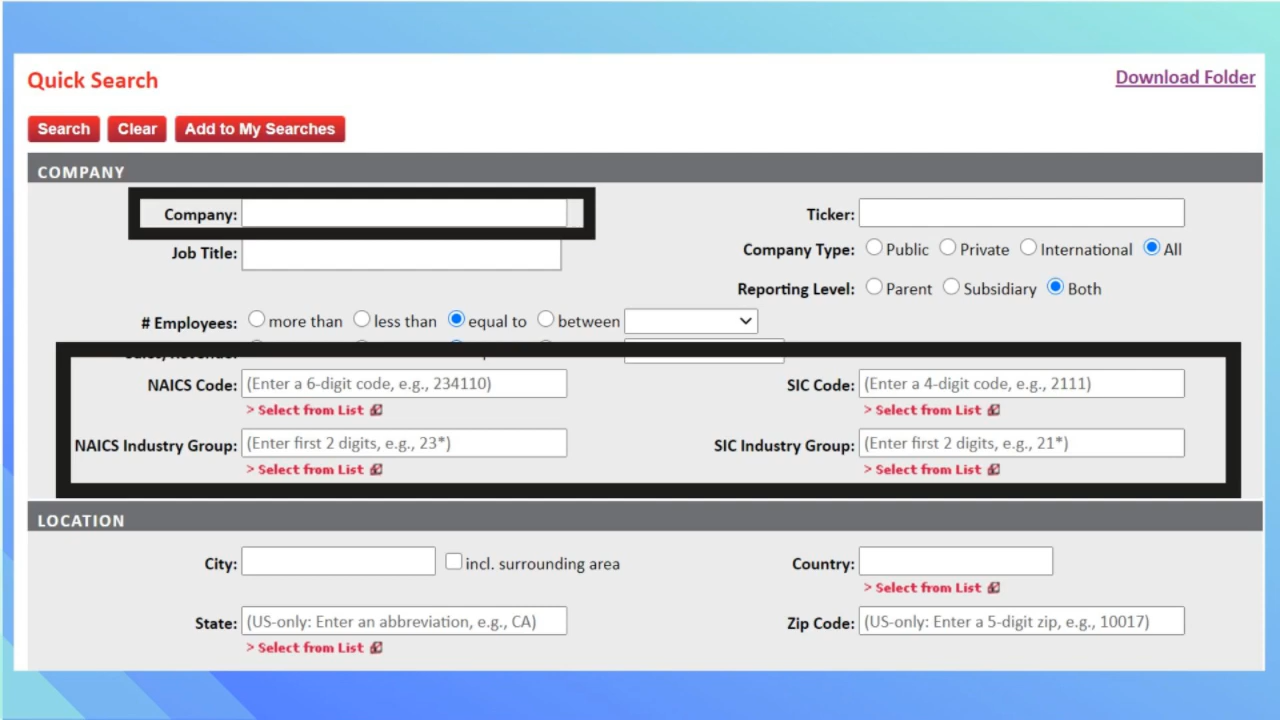 Quick Search
Download Folder
Search Clear Add to My Searches
COMPANY
Company: Ticker:
Job Title: Company Type: Public Private International All
Reporting Level: Parent Subsidiary Both
# Employees: more than less than equal to between
NAICS Code: (Enter a 6-digit code, e.g., 234110) SIC Code: (Enter a 4-digit code, e.g., 2111)
> Select from List > Select from List
NAICS Industry Group: (Enter first 2 digits, e.g., 23*) SIC Industry Group: (Enter first 2 digits, e.g., 21*)
> Select from List > Select from List
LOCATION
City: incl. surrounding area Country:
> Select from List
State: (US-only: Enter an abbreviation, e.g., CA) Zip Code: (US-only: Enter a 5-digit zip, e.g., 10017)
> Select from List